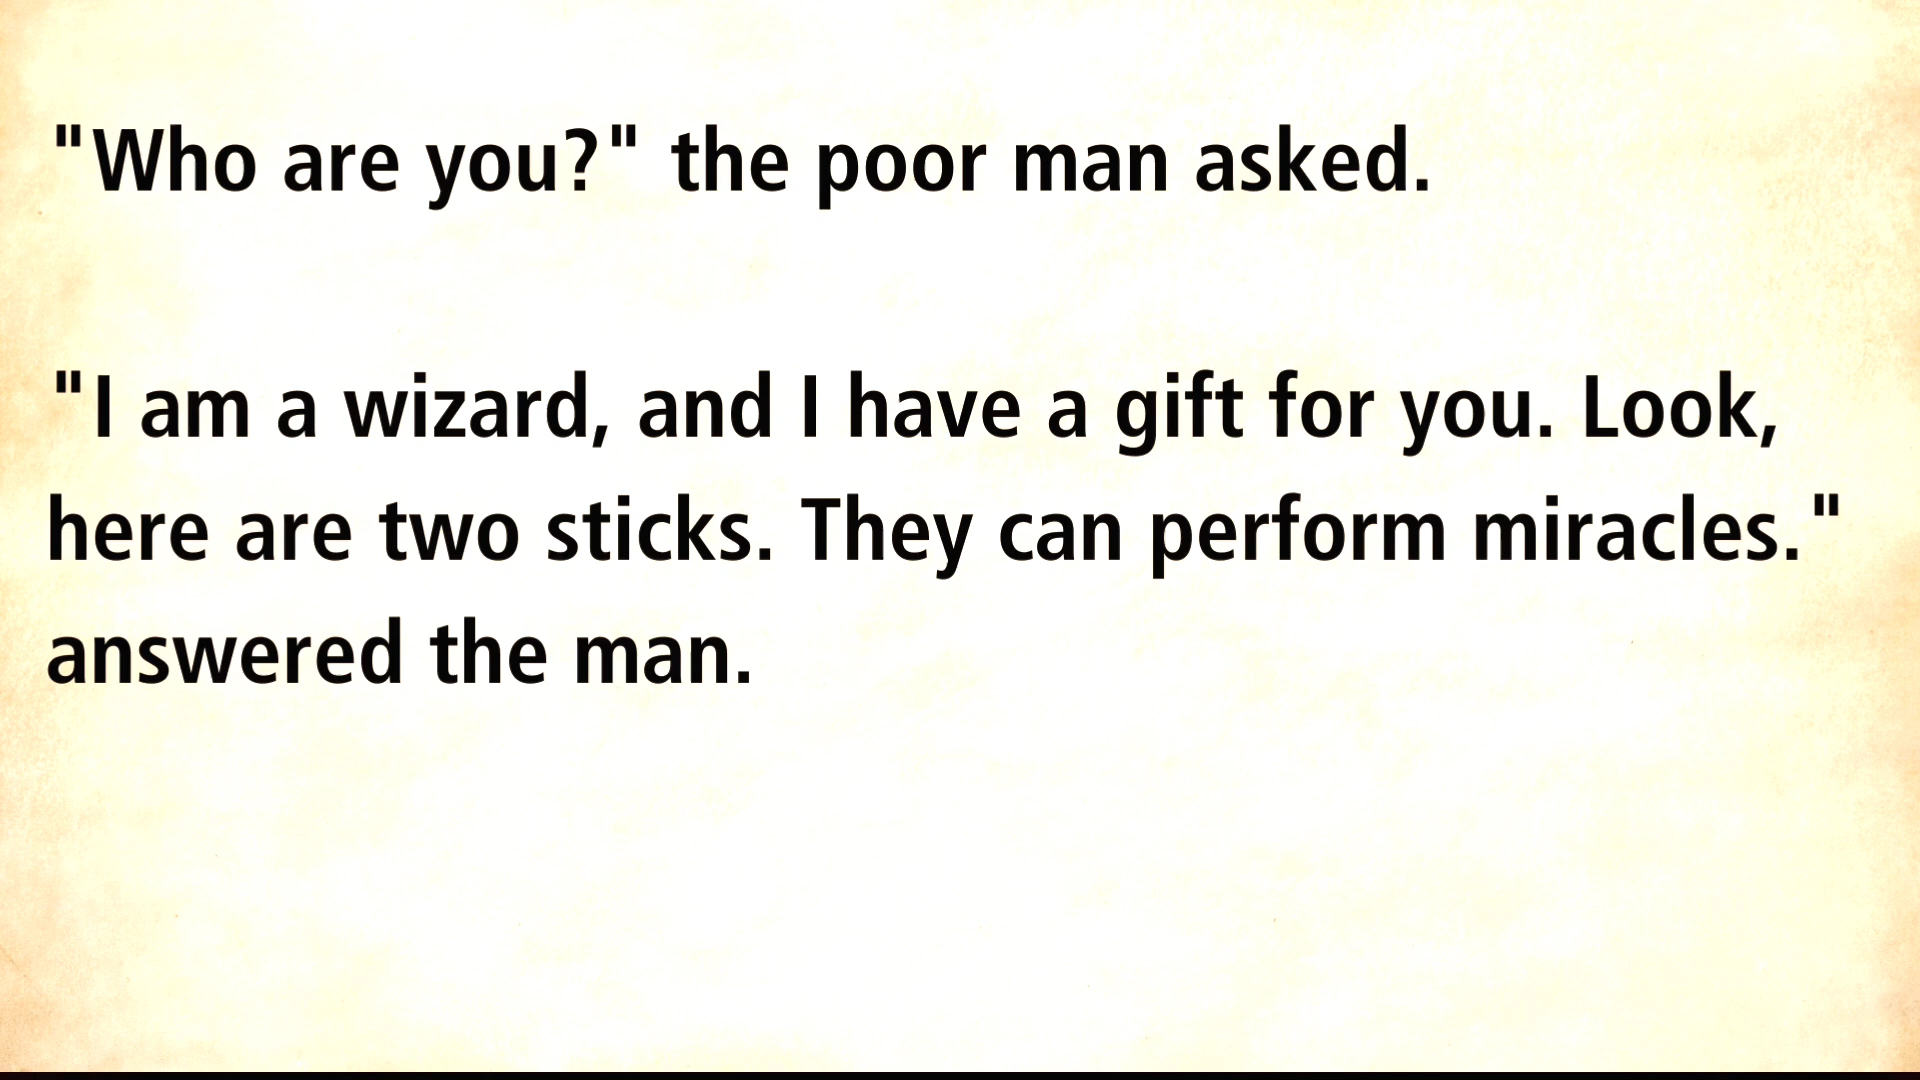 "Who are you?" the poor man asked.
"I am a wizard, and I have a gift for you. Look,
here are two sticks. They can perform miracles."
answered the man.